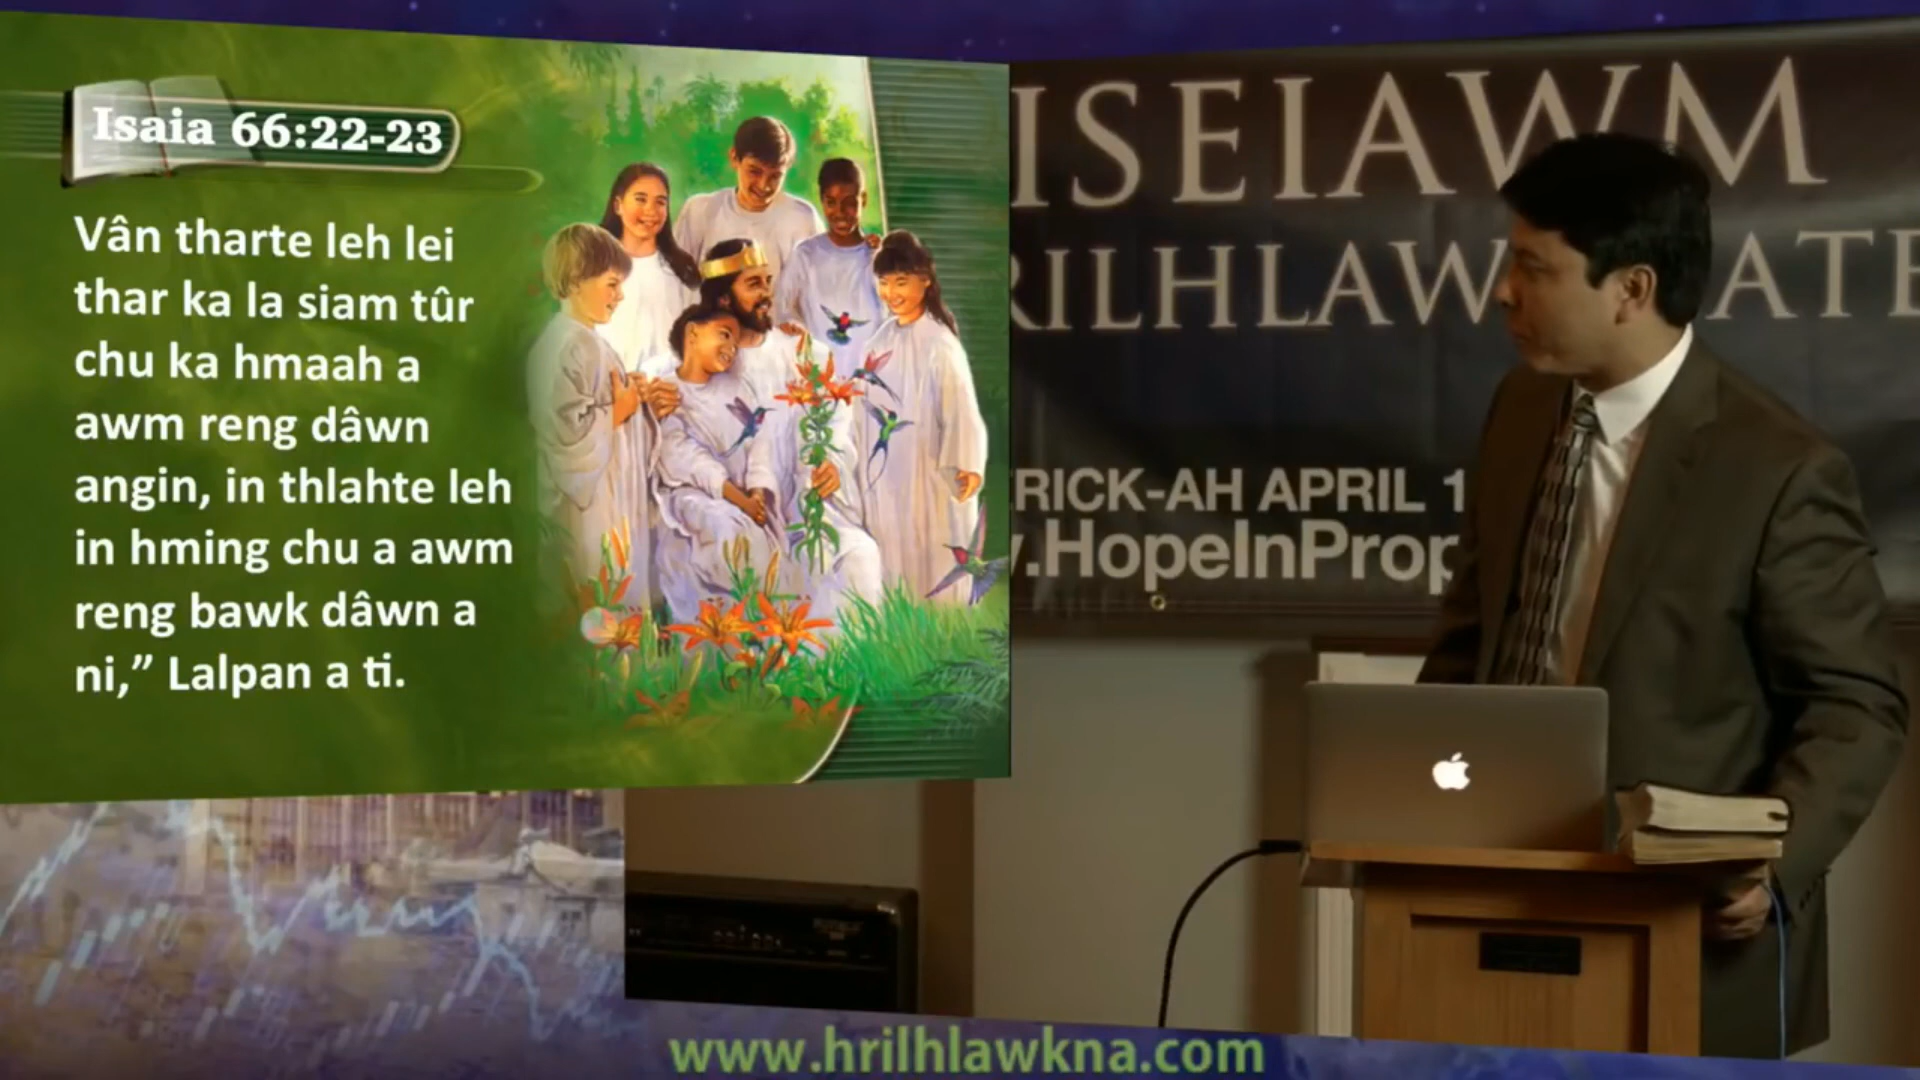 Isaia 66:22-23
Vân tharte leh lei
thar ka la siam tûr
chu ka hmaah a
awm reng dâwn
angin, in thlahte leh
in hming chu a awm
reng bawk dâwn a
ni,” Lalpan a ti.
ISEIAWM
RILHLAW ATE
RICK-AH APRIL 1
.HopeInProp
www.hrilhlawkna.com